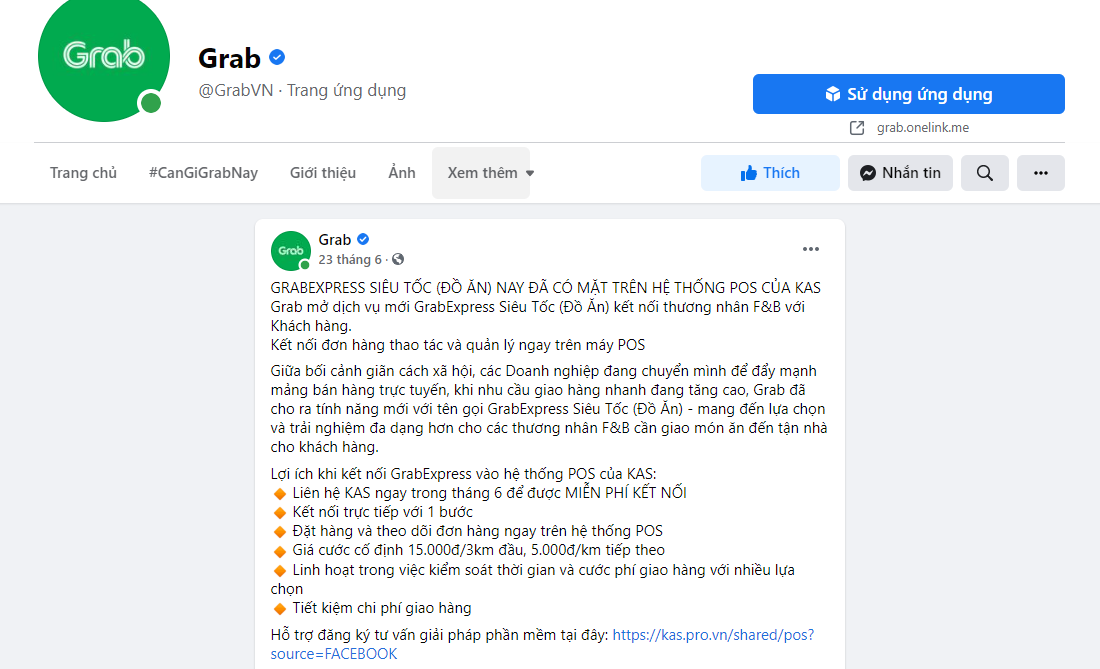 Grab
Grab
@GrabVN · Trang ứng dụng
Sử dụng ứng dụng
grab.onelink.me
Trang chủ
#CanGiGrabNay
Giới thiệu
Ảnh
Xem thêm
Thích
Nhắn tin
Grab
Grab
23 tháng 6 ·
GRABEXPRESS SIÊU TỐC (ĐỒ ĂN) NAY ĐÃ CÓ MẶT TRÊN HỆ THỐNG POS CỦA KAS
Grab mở dịch vụ mới GrabExpress Siêu Tốc (Đồ Ăn) kết nối thương nhân F&B với
Khách hàng.
Kết nối đơn hàng thao tác và quản lý ngay trên máy POS
Giữa bối cảnh giãn cách xã hội, các Doanh nghiệp đang chuyển mình để đẩy mạnh
mảng bán hàng trực tuyến, khi nhu cầu giao hàng nhanh đang tăng cao, Grab đã
cho ra tính năng mới với tên gọi GrabExpress Siêu Tốc (Đồ Ăn) - mang đến lựa chọn
và trải nghiệm đa dạng hơn cho các thương nhân F&B cần giao món ăn đến tận nhà
cho khách hàng.
Lợi ích khi kết nối GrabExpress vào hệ thống POS của KAS:
🔸 Liên hệ KAS ngay trong tháng 6 để được MIỄN PHÍ KẾT NỐI
🔸 Kết nối trực tiếp với 1 bước
🔸 Đặt hàng và theo dõi đơn hàng ngay trên hệ thống POS
🔸 Giá cước cố định 15.000đ/3km đầu, 5.000đ/km tiếp theo
🔸 Linh hoạt trong việc kiểm soát thời gian và cước phí giao hàng với nhiều lựa
chọn
🔸 Tiết kiệm chi phí giao hàng
Hỗ trợ đăng ký tư vấn giải pháp phần mềm tại đây: https://kas.pro.vn/shared/pos?
source=FACEBOOK